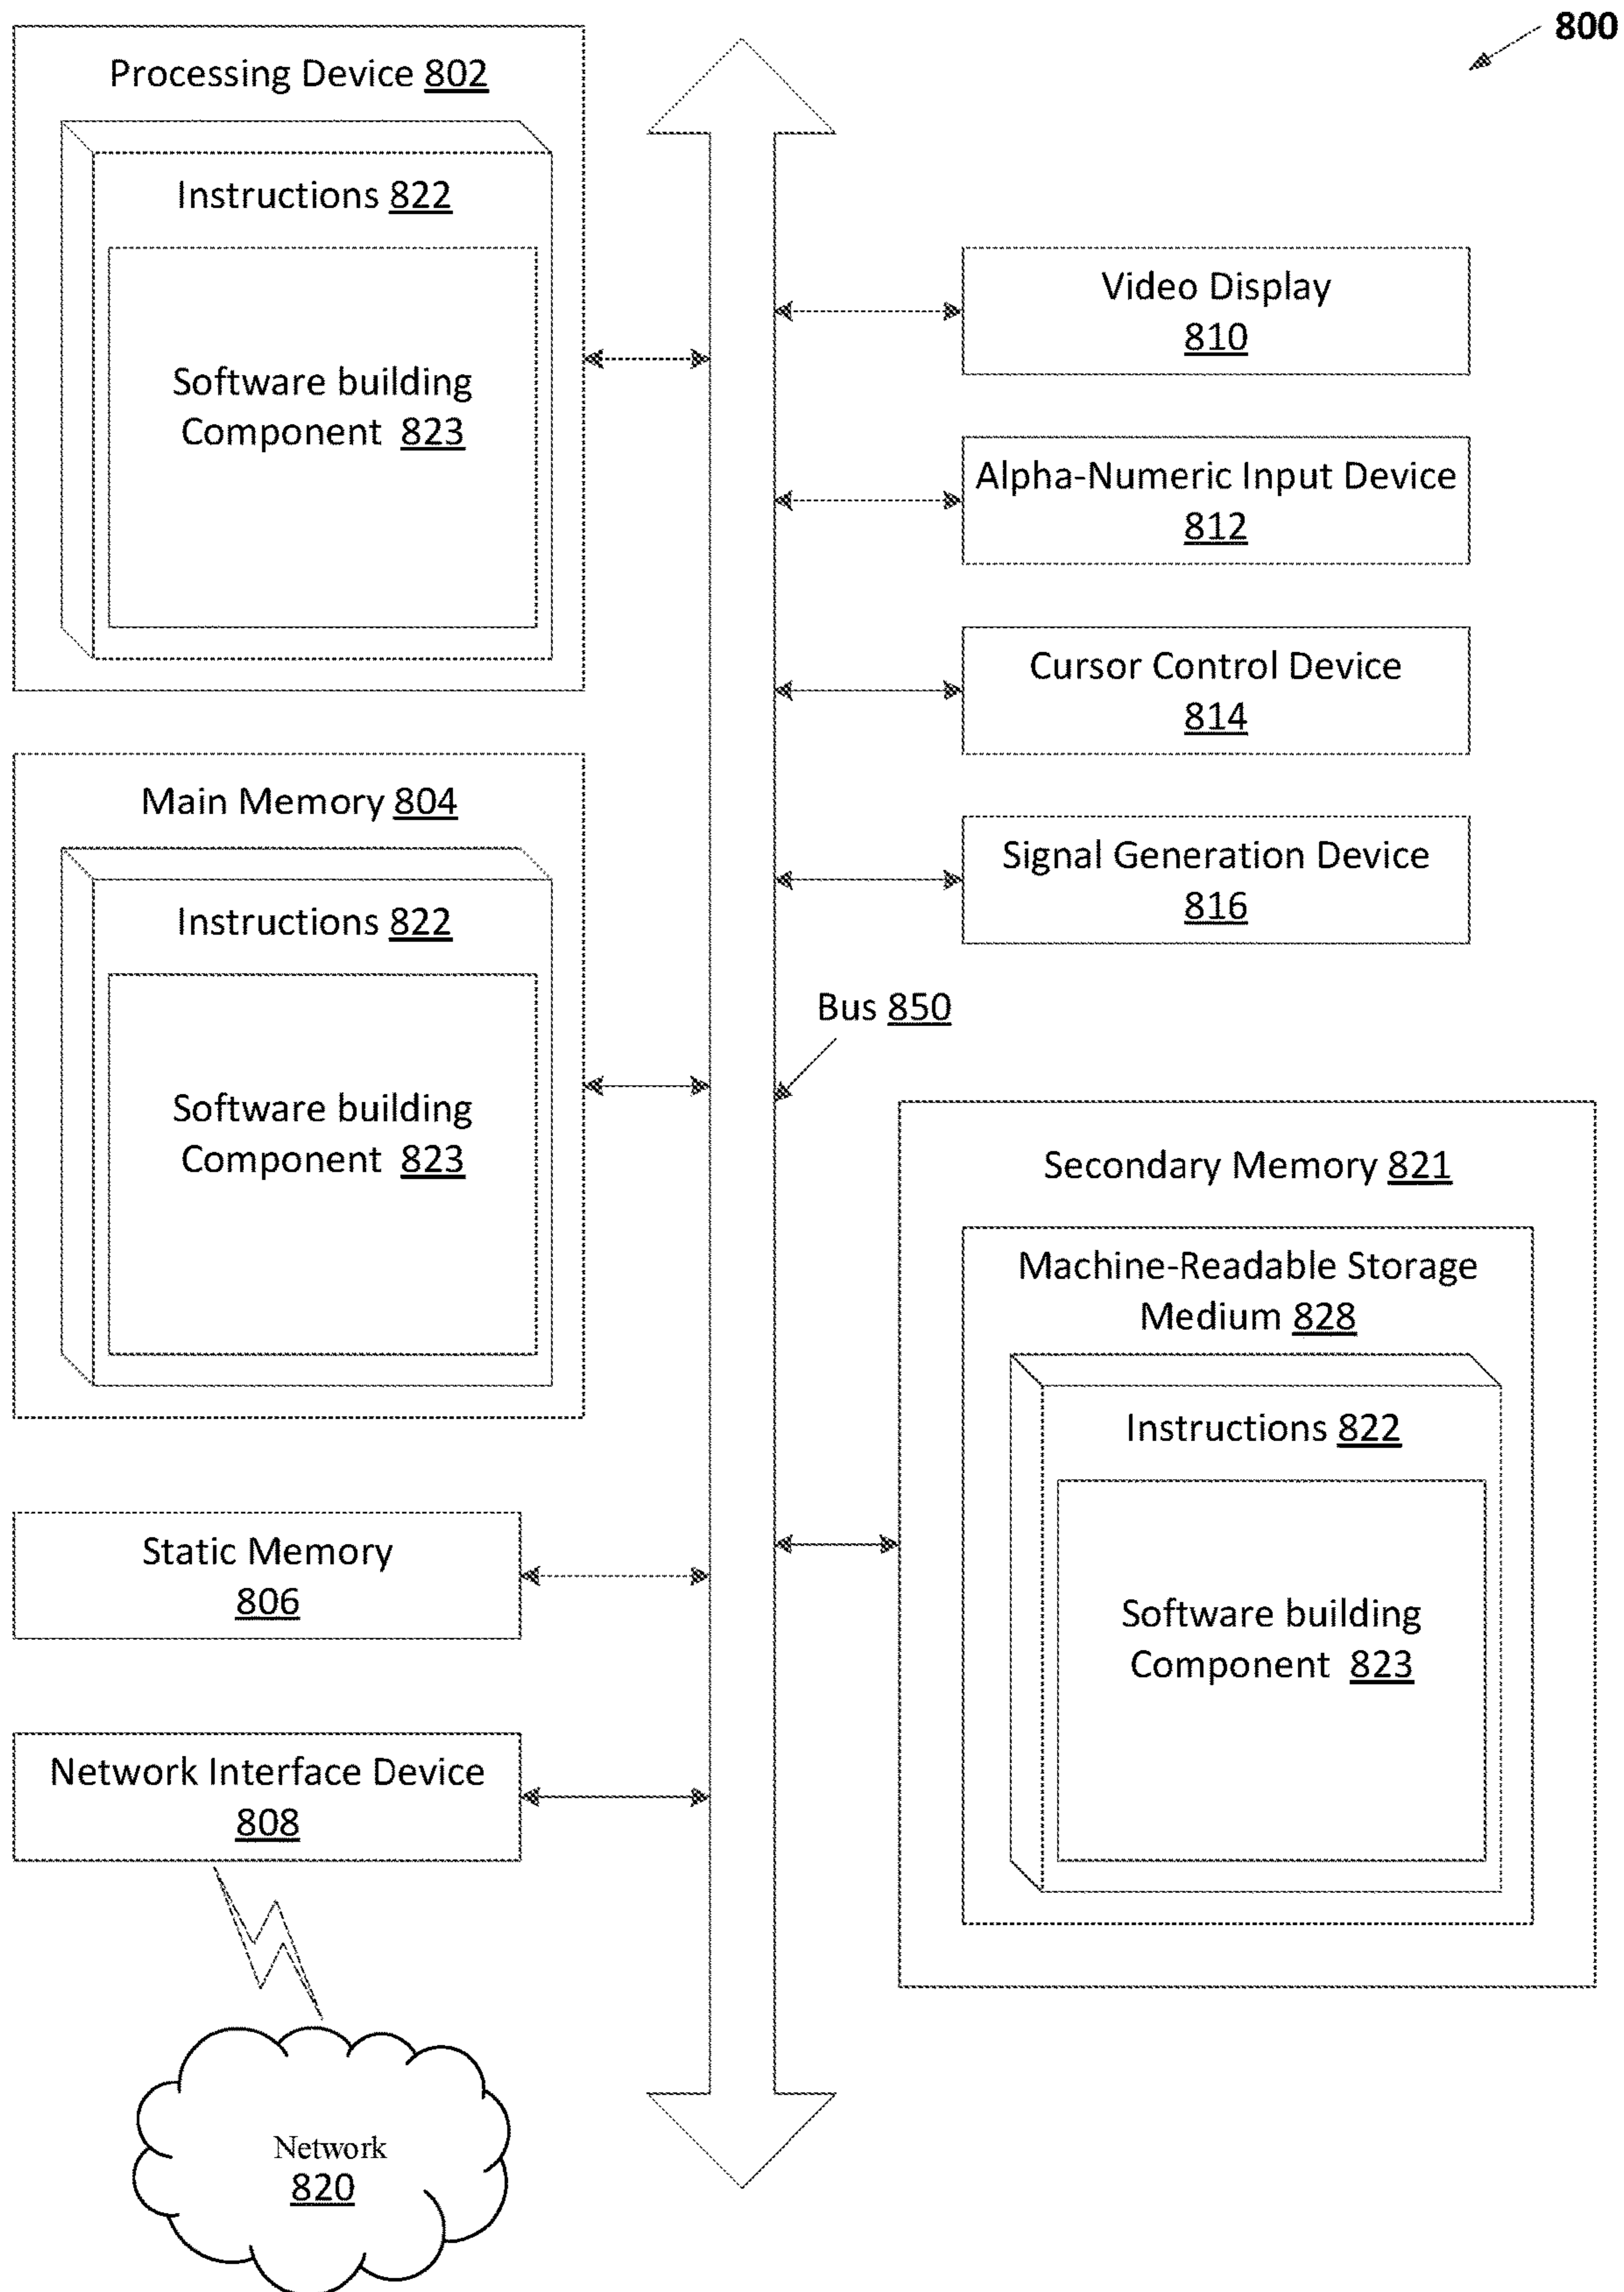 800
Processing Device 802
Instructions 822
Software building
Component 823
Main Memory 804
Instructions 822
Software building
Component 823
Static Memory
806
Network Interface Device
808
Network
820
Video Display
810
Alpha-Numeric Input Device
812
Cursor Control Device
814
Signal Generation Device
816
Bus 850
Secondary Memory 821
Machine-Readable Storage
Medium 828
Instructions 822
Software building
Component 823